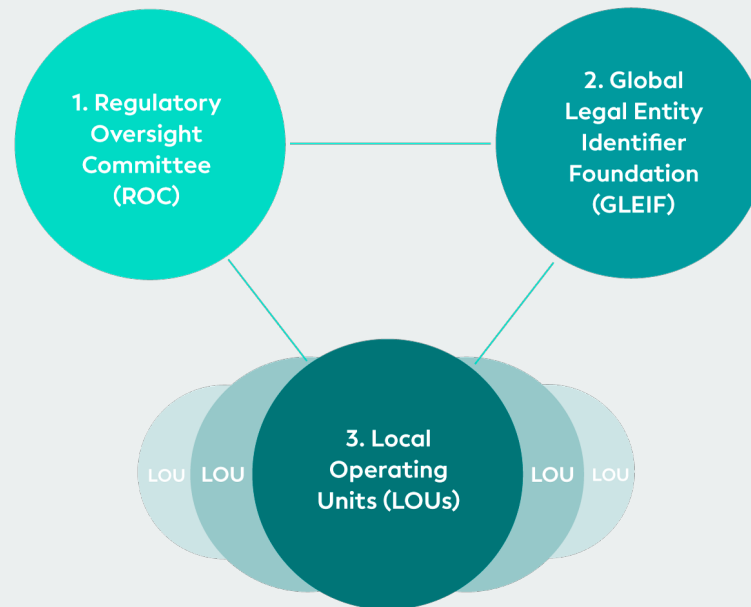 1. Regulatory
Oversight
Committee
(ROC)
2. Global
Legal Entity
Identifier
Foundation
(GLEIF)
3. Local
Operating
Units (LOUs)
LOU
LOU
LOU
LOU